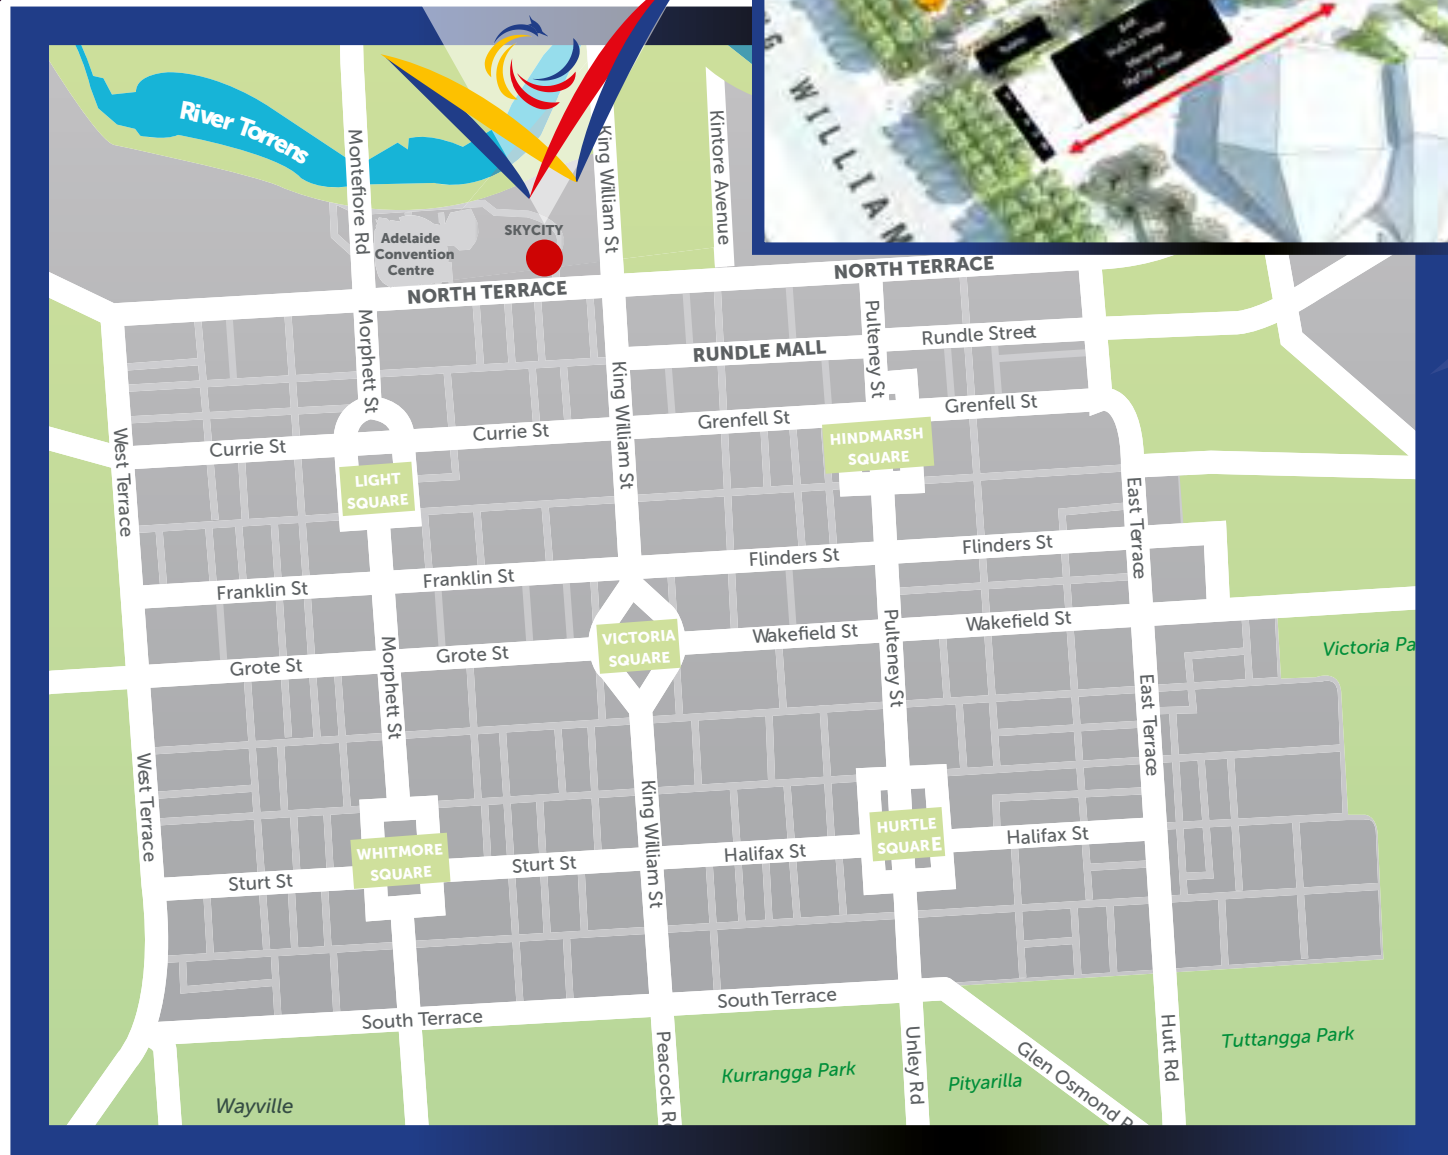 WILLIAM
River Torrens
Montefiore Rd
King William St
Kintore Avenue
SKYCITY
Adelaide
Convention
Centre
NORTH TERRACE
NORTH TERRACE
Morphett St
Pulteney St
Rundle Street
RUNDLE MALL
King William St
Grenfell St
Grenfell St
Currie St
Currie St
West Terrace
HINDMARSH
SQUARE
LIGHT
SQUARE
East Terrace
Flinders St
Flinders St
Franklin St
Franklin St
VICTORIA
SQUARE
Wakefield St
Wakefield St
Pulteney St
Victoria Pa
Grote St
Grote St
Morphett St
East Terrace
West Terrace
King William St
HURTLE
SQUARE
Halifax St
Halifax St
WHITMORE
SQUARE
Sturt St
Sturt St
South Terrace
South Terrace
Peacock R
Unley Rd
Hutt Rd
Glen Osmond R
Tuttangga Park
Kurrangga Park
Pityarilla
Wayville